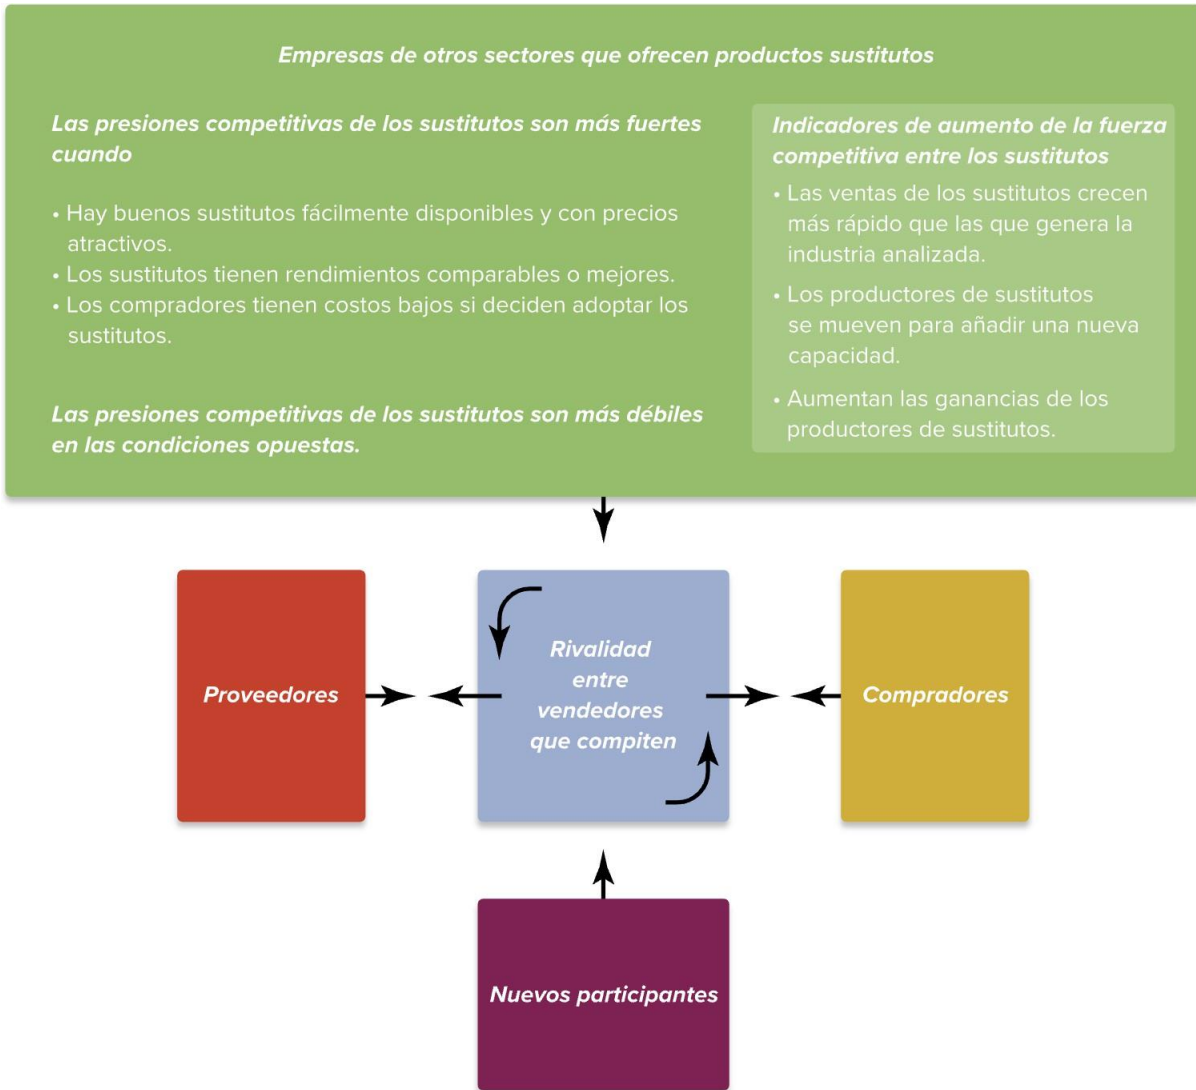 Empresas de otros sectores que ofrecen productos sustitutos
Las presiones competitivas de los sustitutos son más fuertes
cuando
• Hay buenos sustitutos fácilmente disponibles y con precios
atractivos.
• Los sustitutos tienen rendimientos comparables o mejores.
• Los compradores tienen costos bajos si deciden adoptar los
sustitutos.
Las presiones competitivas de los sustitutos son más débiles
en las condiciones opuestas.
Indicadores de aumento de la fuerza
competitiva entre los sustitutos
• Las ventas de los sustitutos crecen
más rápido que las que genera la
industria analizada.
• Los productores de sustitutos
se mueven para añadir una nueva
capacidad.
• Aumentan las ganancias de los
productores de sustitutos.
Proveedores
Rivalidad
entre
vendedores
que compiten
Compradores
Nuevos participantes